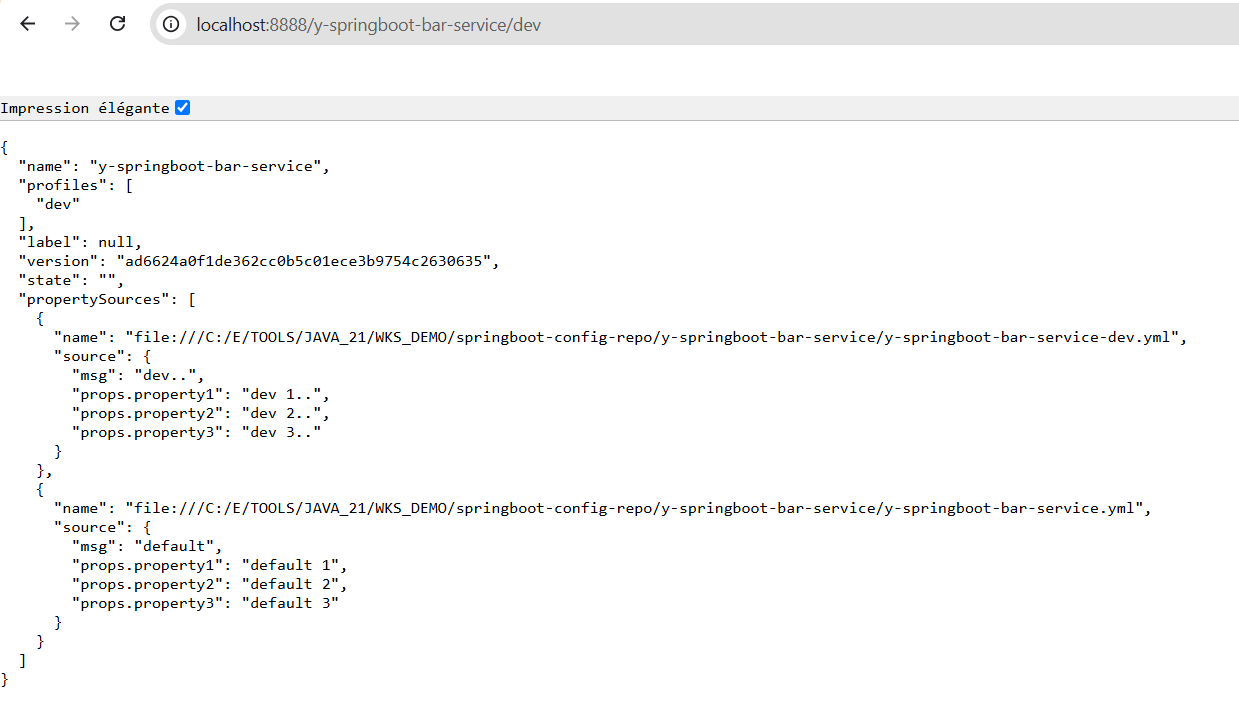 localhost:8888/y-springboot-bar-service/dev
Impression élégante
{
  "name": "y-springboot-bar-service",
  "profiles": [
    "dev"
  ],
  "label": null,
  "version": "ad6624a0f1de362cc0b5c01ece3b9754c2630635",
  "state": "",
  "propertySources": [
    {
      "name": "file:///C:/E/TOOLS/JAVA_21/WKS_DEMO/springboot-config-repo/y-springboot-bar-service/y-springboot-bar-service-dev.yml",
      "source": {
        "msg": "dev..",
        "props.property1": "dev 1..",
        "props.property2": "dev 2..",
        "props.property3": "dev 3.."
      }
    },
    {
      "name": "file:///C:/E/TOOLS/JAVA_21/WKS_DEMO/springboot-config-repo/y-springboot-bar-service/y-springboot-bar-service.yml",
      "source": {
        "msg": "default",
        "props.property1": "default 1",
        "props.property2": "default 2",
        "props.property3": "default 3"
      }
    }
  ]
}